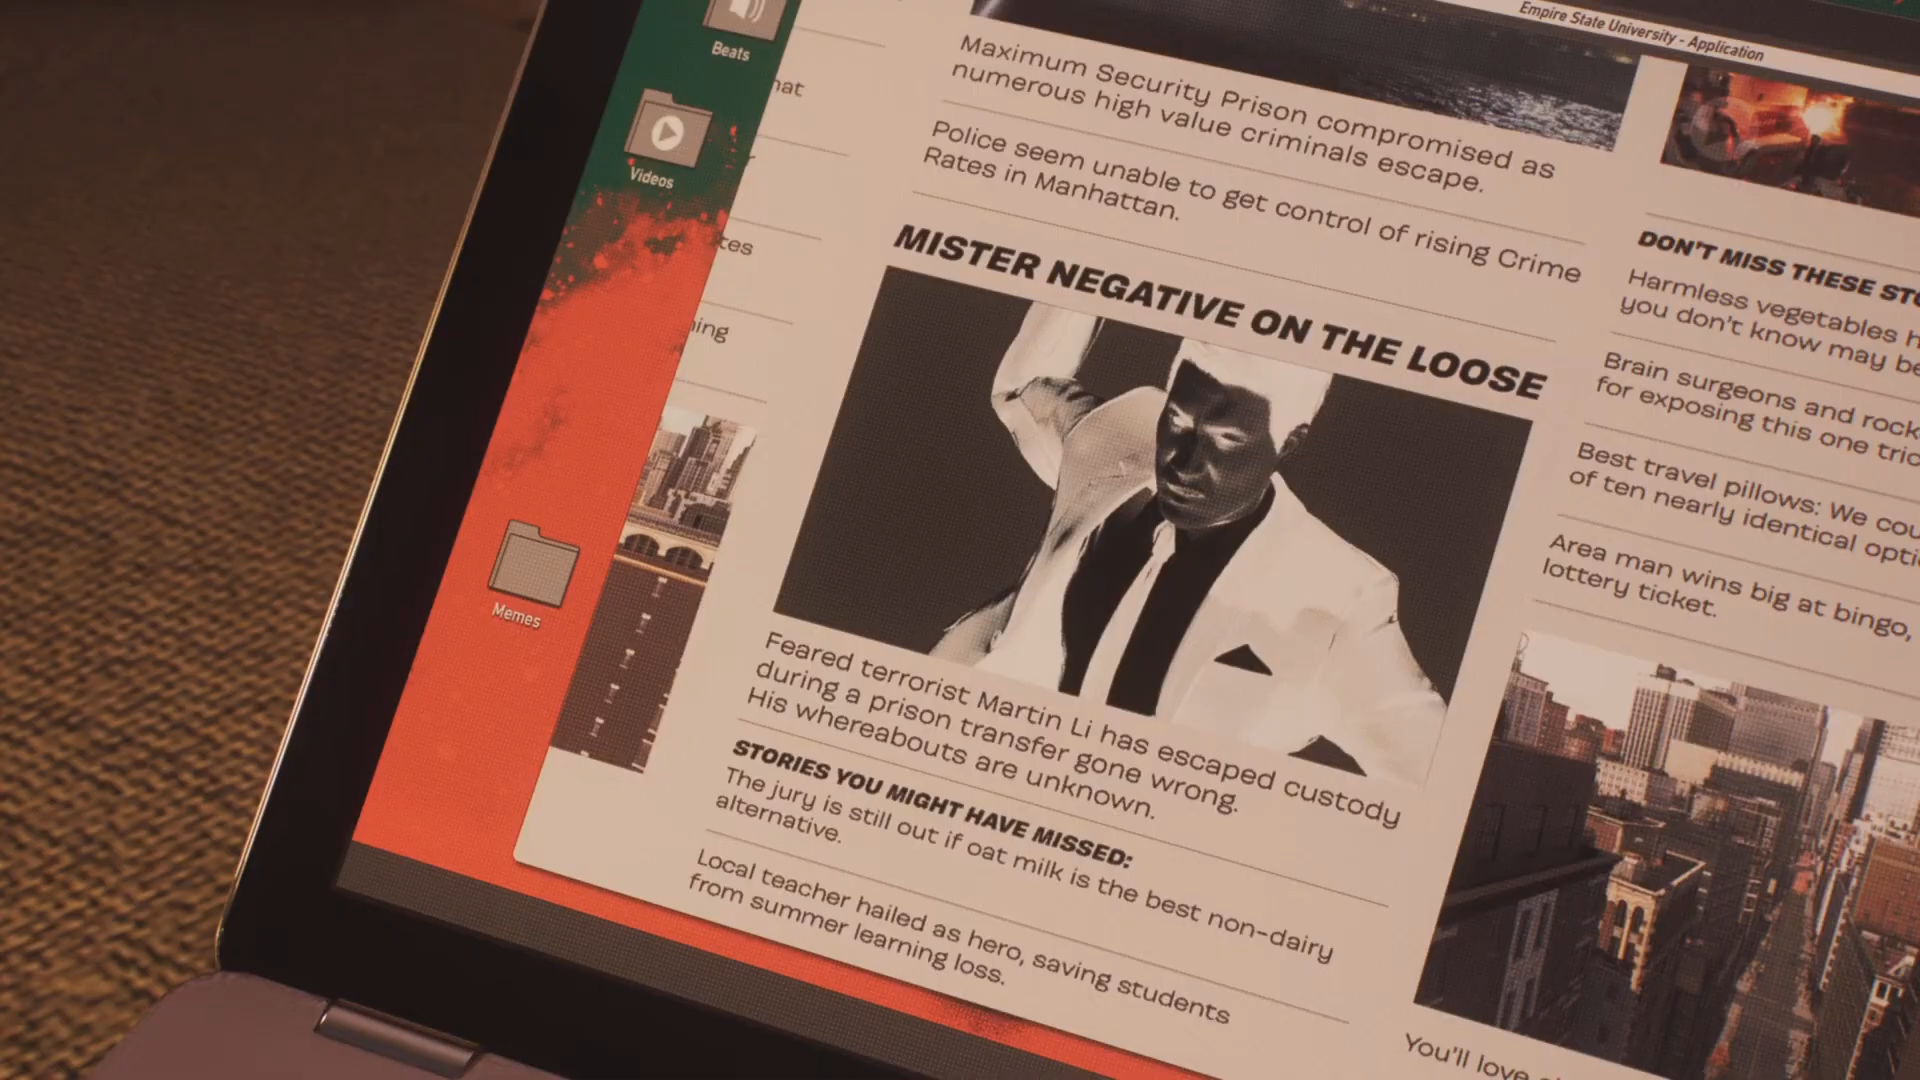 Empire State University - Application
Beats
Videos
Memes
Maximum Security Prison compromised as
numerous high value criminals escape.
Police seem unable to get control of rising Crime
Rates in Manhattan.
MISTER NEGATIVE ON THE LOOSE
Feared terrorist Martin Li has escaped custody
during a prison transfer gone wrong.
His whereabouts are unknown.
STORIES YOU MIGHT HAVE MISSED:
The jury is still out if oat milk is the best non-dairy
alternative.
Local teacher hailed as hero, saving students
from summer learning loss.
DON'T MISS THESE
Harmless vegetables
you don't know may be
Brain surgeons and
for exposing this one
Best travel pillows: We
of ten nearly identical
Area man wins big at bingo,
lottery ticket.
You'll love